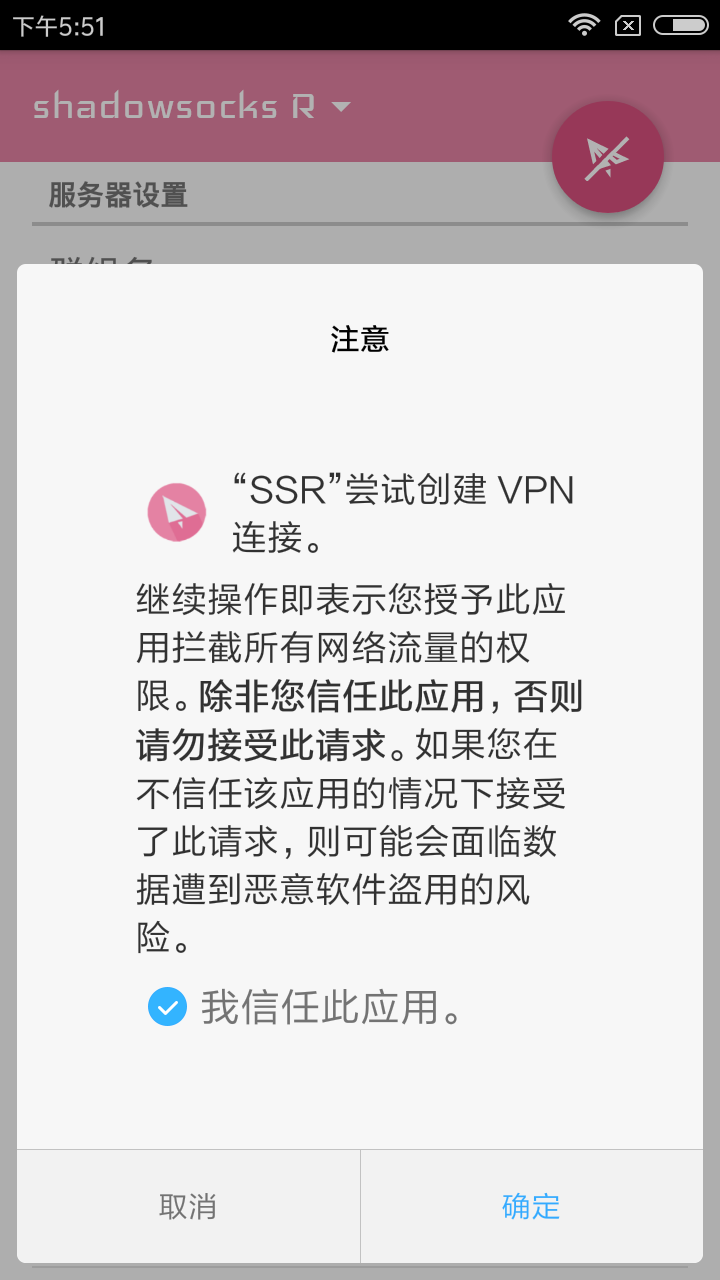 下午5:51
shadowsocks R
服务器设置
群组名
注意
“SSR”尝试创建 VPN
连接。
继续操作即表示您授予此应
用拦截所有网络流量的权
限。除非您信任此应用，否则
请勿接受此请求。如果您在
不信任该应用的情况下接受
了此请求，则可能会面临数
据遭到恶意软件盗用的风
险。
我信任此应用。
取消
确定